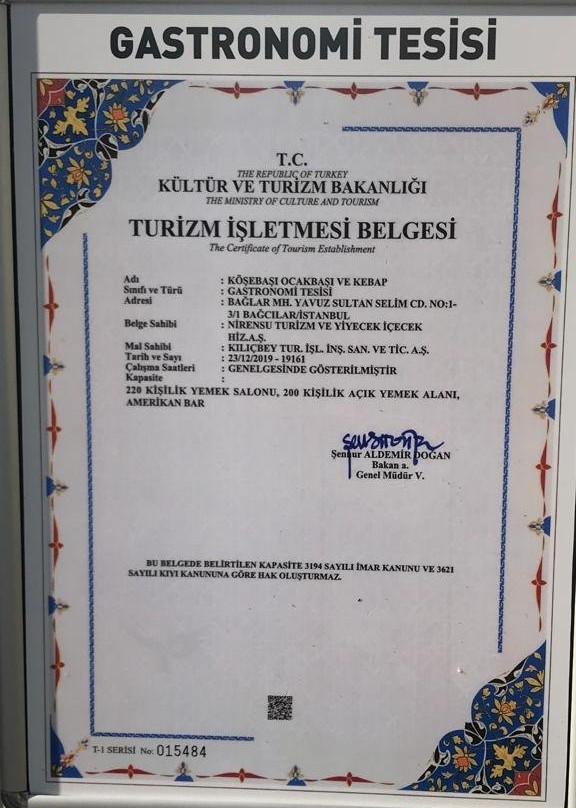 GASTRONOMİ TESİSİ
T.C.
THE REPUBLIC OF TURKEY
KÜLTÜR VE TURİZM BAKANLIĞI
THE MINISTRY OF CULTURE AND TOURISM
TURİZM İŞLETMESİ BELGESİ
The Certificate of Tourism Establishment
Adı : KÖŞEBAŞI OCAKBAŞI VE KEBAP
Sınıfı ve Türü : GASTRONOMİ TESİSİ
Adresi : BAĞLAR MH. YAVUZ SULTAN SELİM CD. NO:1-
3/1 BAĞCILAR/İSTANBUL
Belge Sahibi : NİRENSU TURİZM VE YİYECEK İÇECEK
HİZ.A.Ş.
Mal Sahibi : KILIÇBEY TUR. İŞL. İNŞ. SAN. VE TİC. A.Ş.
Tarih ve Sayı : 23/12/2019 - 19161
Çalışma Saatleri : GENELGESİNDE GÖSTERİLMİŞTİR
Kapasite :
220 KİŞİLİK YEMEK SALONU, 200 KİŞİLİK AÇIK YEMEK ALANI,
AMERİKAN BAR
Şennur ALDEMİR DOĞAN
Bakan a.
Genel Müdür V.
BU BELGEDE BELİRTİLEN KAPASİTE 3194 SAYILI İMAR KANUNU VE 3621
SAYILI KIYI KANUNUNA GÖRE HAK OLUŞTURMAZ.
T-1 SERİSİ No: 015484